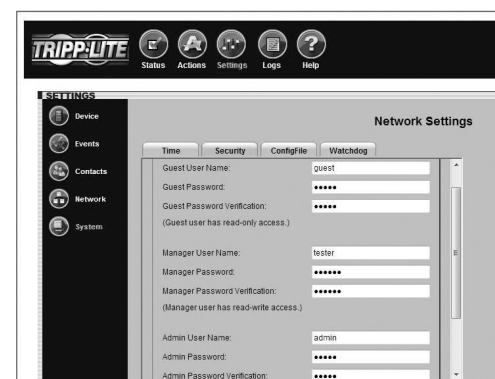 TRIPP·LITE
Status Actions Settings Logs Help
SETTINGS
Device
Events
Contacts
Network
System
Network Settings
Time Security ConfigFile Watchdog
Guest User Name: guest
Guest Password: •••••
Guest Password Verification: •••••
(Guest user has read-only access.)
Manager User Name: tester
Manager Password: ••••••
Manager Password Verification: ••••••
(Manager user has read-write access.)
Admin User Name: admin
Admin Password: •••••
Admin Password Verification: •••••